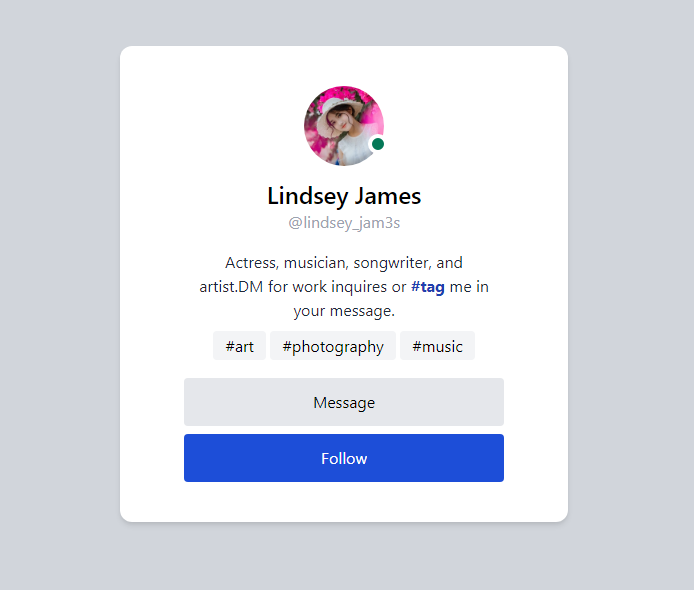 Lindsey James
@lindsey_jam3s
Actress, musician, songwriter, and
artist.DM for work inquires or #tag me in
your message.
#art #photography #music
Message
Follow